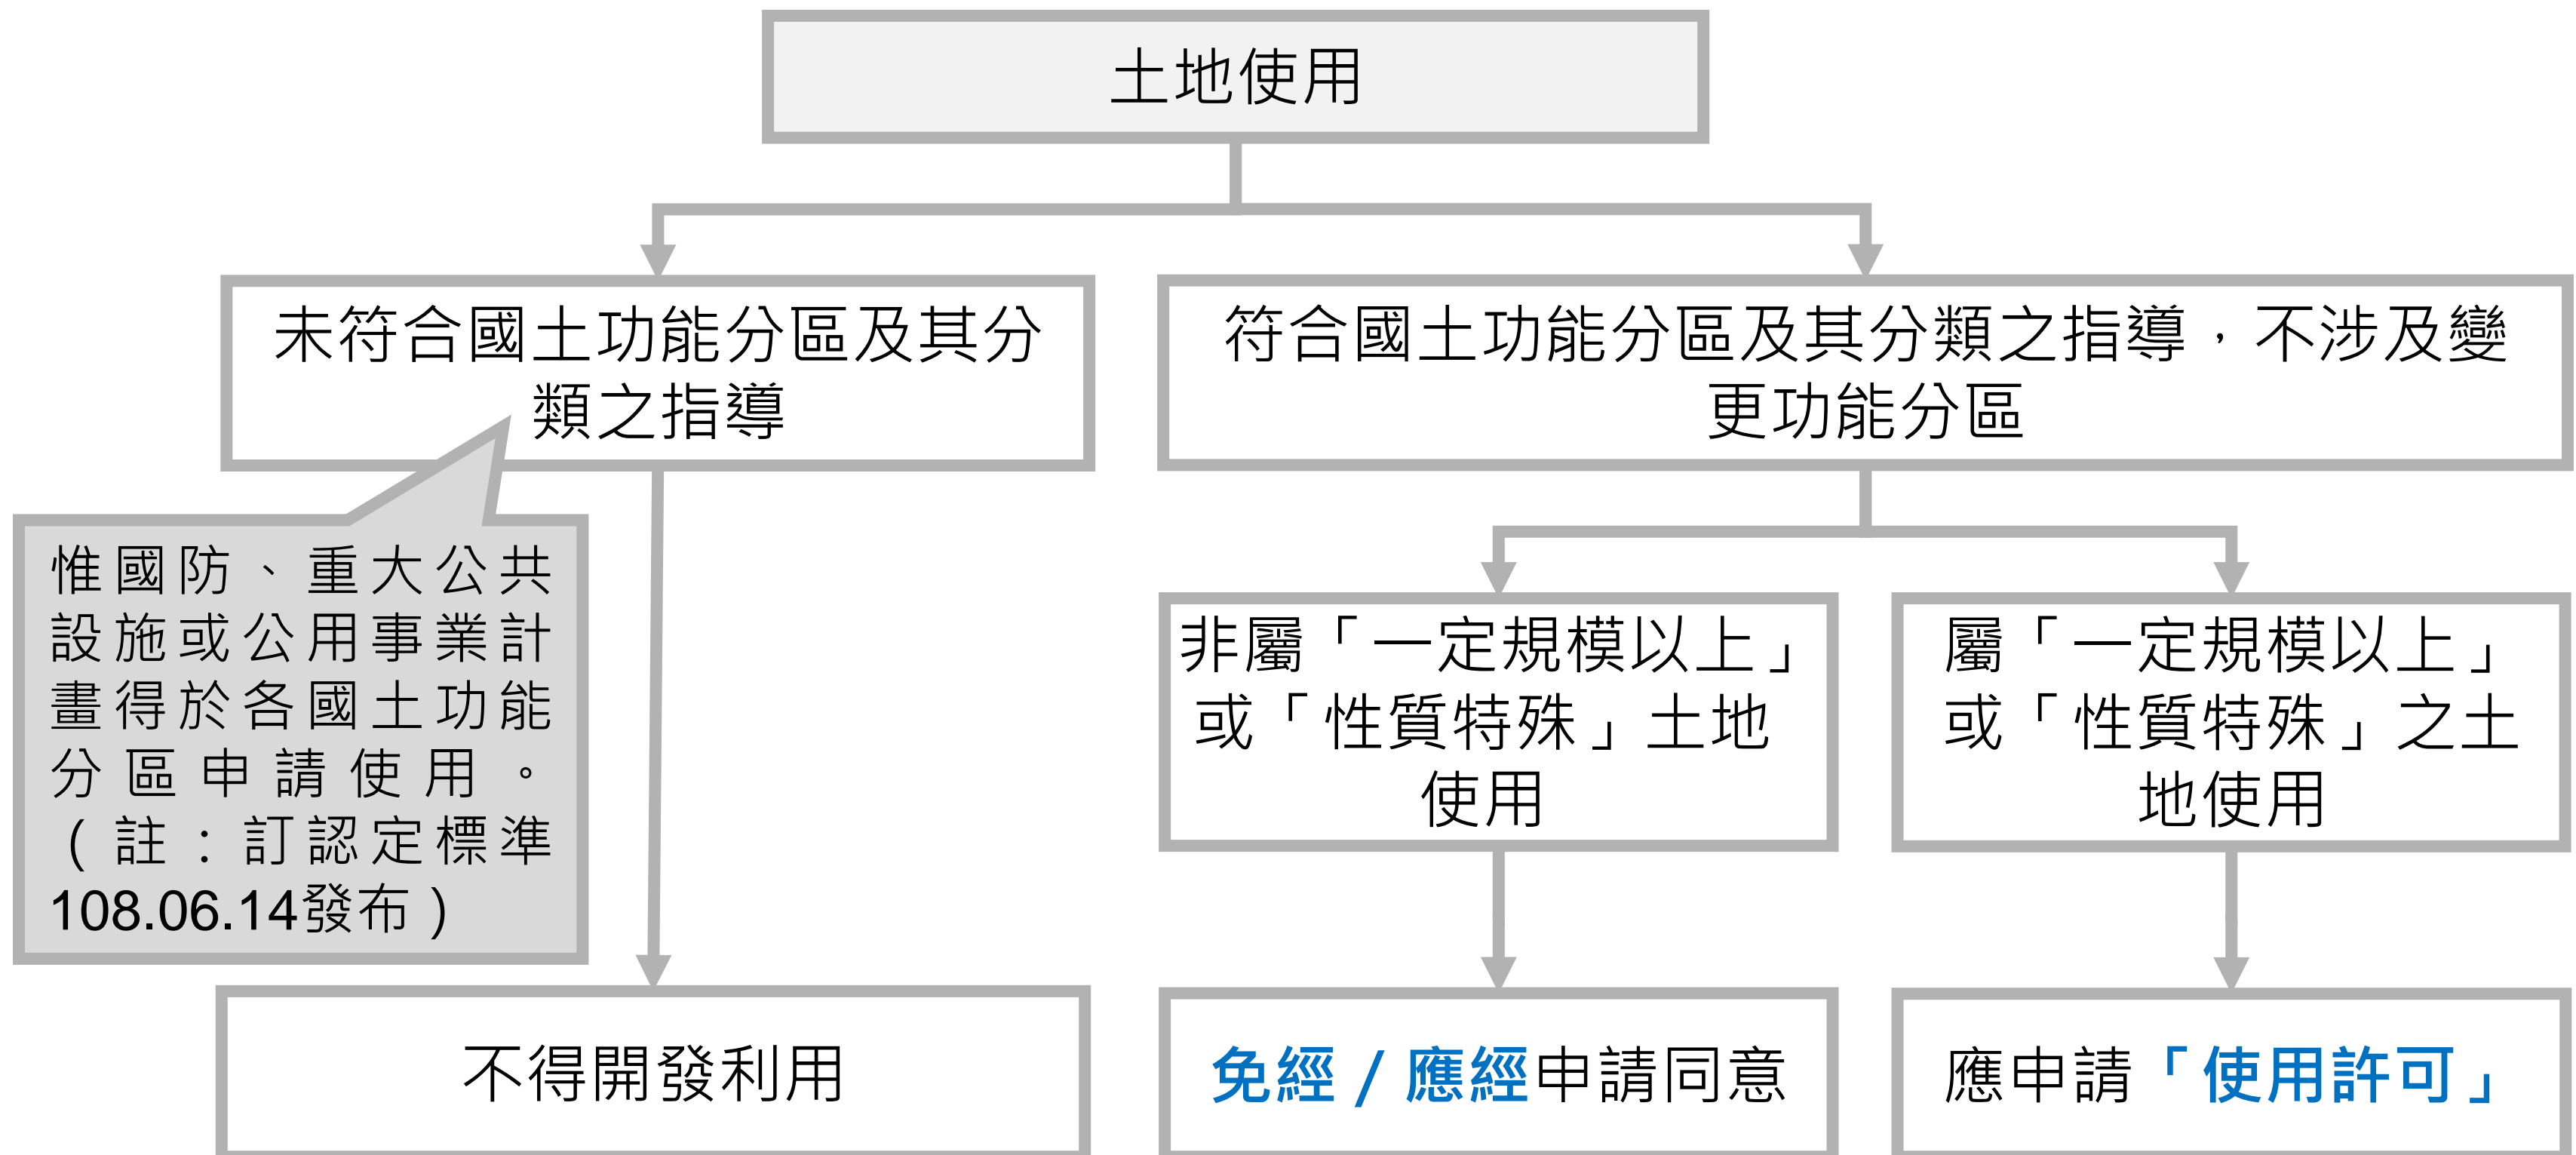 土地使用
未符合國土功能分區及其分
類之指導
符合國土功能分區及其分類之指導，不涉及變
更功能分區
惟國防、重大公共
設施或公用事業計
畫得於各國土功能
分區申請使用。
（註：訂認定標準
108.06.14發布）
非屬「一定規模以上」
或「性質特殊」土地
使用
屬「一定規模以上」
或「性質特殊」之土
地使用
不得開發利用
免經／應經申請同意
應申請「使用許可」